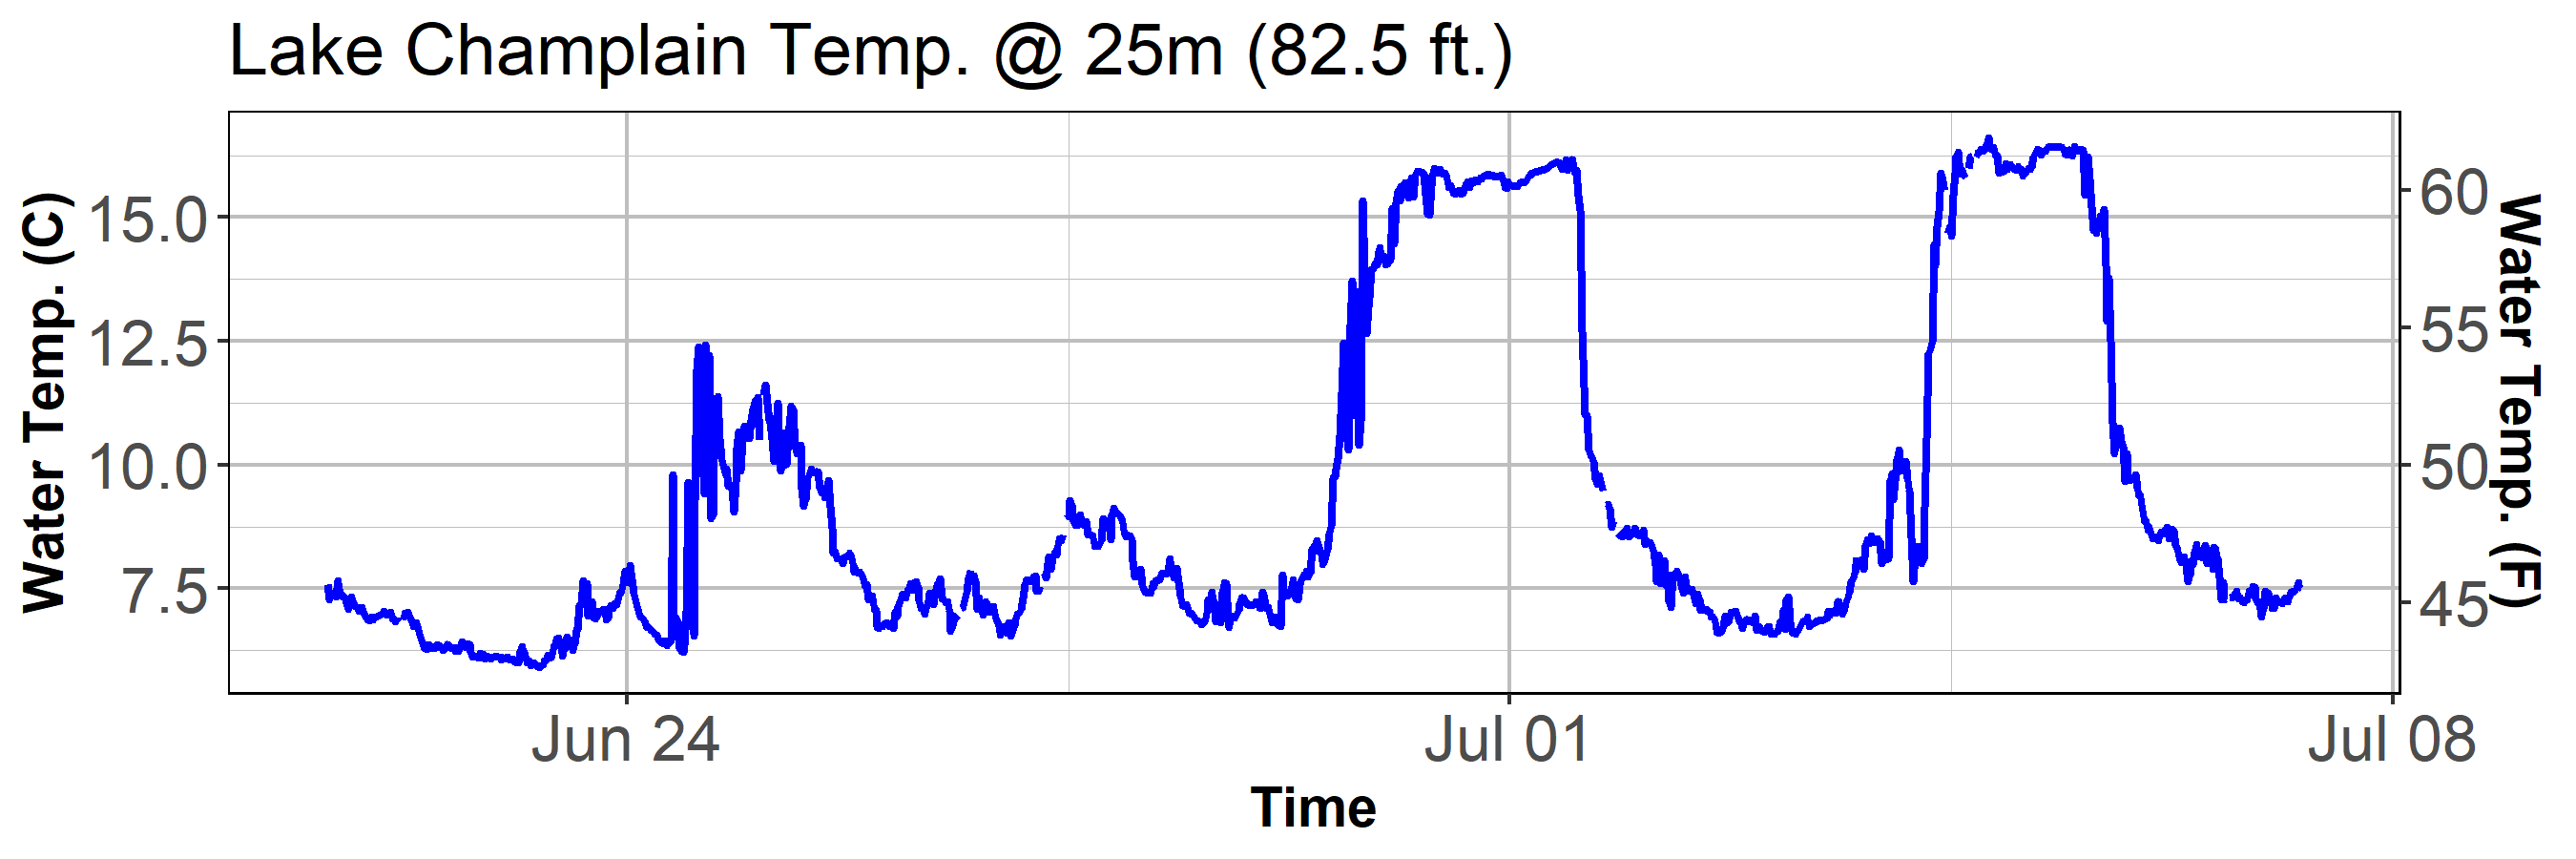 Lake Champlain Temp. @ 25m (82.5 ft.)
Water Temp. (C)
15.0
12.5
10.0
7.5
60
55
50
45
Water Temp. (F)
Jun 24
Jul 01
Jul 08
Time